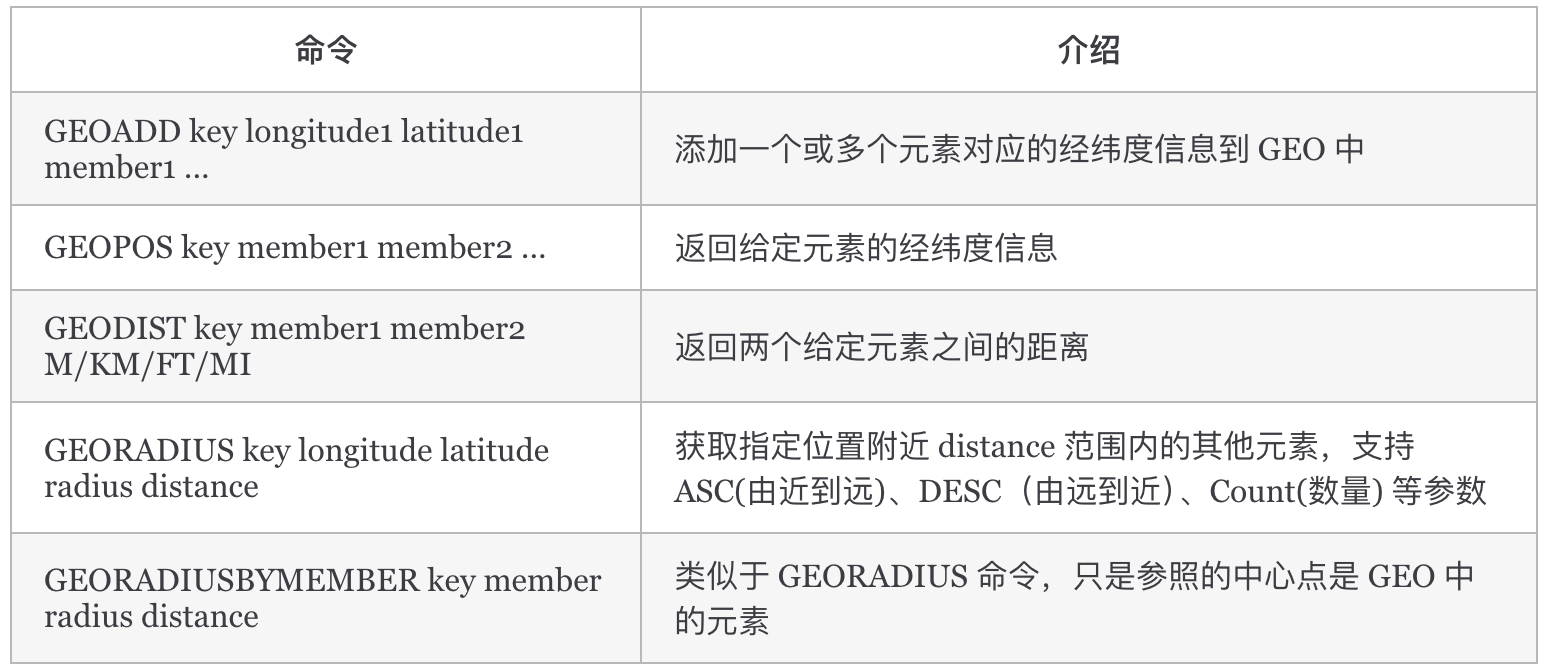 命令
介绍
GEOADD key longitude1 latitude1
member1 ...
添加一个或多个元素对应的经纬度信息到 GEO 中
GEOPOS key member1 member2 ...
返回给定元素的经纬度信息
GEODIST key member1 member2
M/KM/FT/MI
返回两个给定元素之间的距离
GEORADIUS key longitude latitude
radius distance
获取指定位置附近 distance 范围内的其他元素，支持
ASC(由近到远)、DESC（由远到近）、Count(数量) 等参数
GEORADIUSBYMEMBER key member
radius distance
类似于 GEORADIUS 命令，只是参照的中心点是 GEO 中
的元素